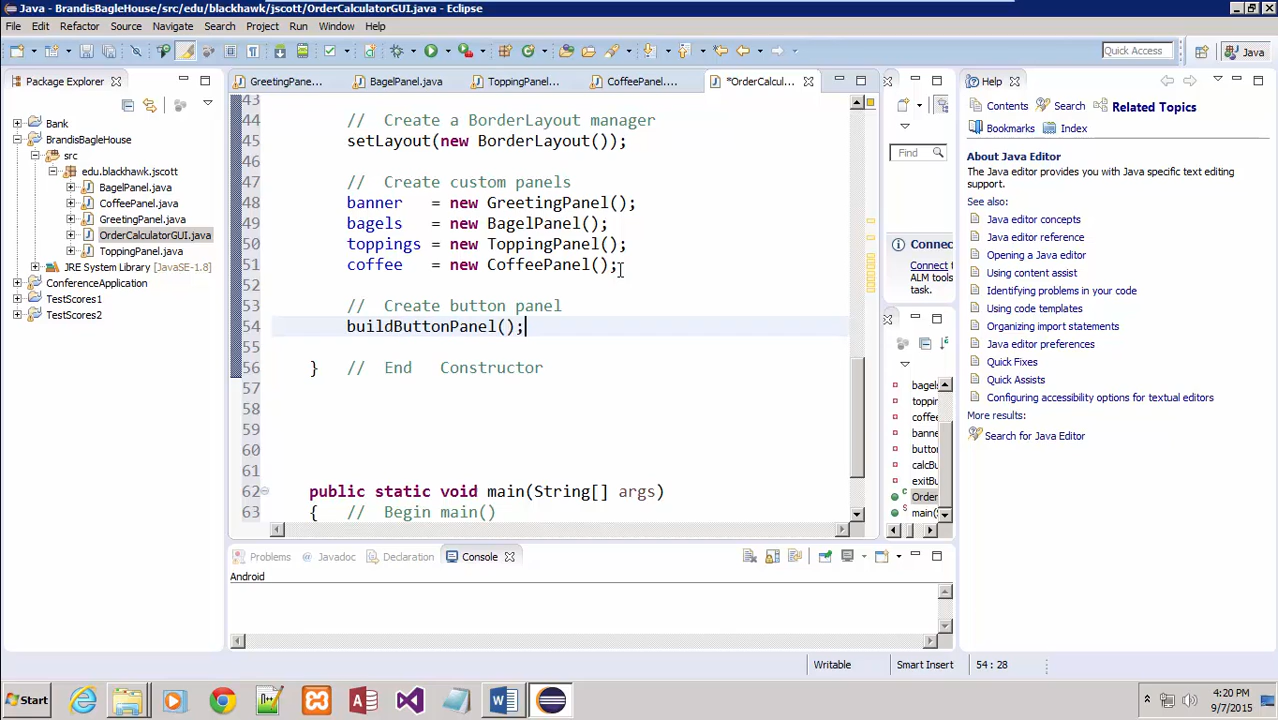 Java - BrandisBagleHouse/src/edu/blackhawk/jscott/OrderCalculatorGUI.java - Eclipse
File Edit Refactor Source Navigate Search Project Run Window Help
Quick Access
Java
Package Explorer
GreetingPane...
BagelPanel.java
ToppingPanel...
CoffeePanel....
*OrderCalcul...
Help
Bank
BrandisBagleHouse
src
edu.blackhawk.jscott
BagelPanel.java
CoffeePanel.java
GreetingPanel.java
OrderCalculatorGUI.java
ToppingPanel.java
JRE System Library [JavaSE-1.8]
ConferenceApplication
TestScores1
TestScores2
43
44 // Create a BorderLayout manager
45 setLayout(new BorderLayout());
46
47 // Create custom panels
48 banner = new GreetingPanel();
49 bagels = new BagelPanel();
50 toppings = new ToppingPanel();
51 coffee = new CoffeePanel();
52
53 // Create button panel
54 buildButtonPanel();
55
56 } // End Constructor
57
58
59
60
61
62 public static void main(String[] args)
63 { // Begin main()
Find
Connec
Connect
ALM tools
task.
bagels
toppin
coffee
banne
button
calcBu
exitBu
Order
main(S
Contents Search Related Topics
Bookmarks Index
About Java Editor
The Java editor provides you with Java specific text editing
support.
See also:
Java editor concepts
Java editor reference
Opening a Java Editor
Using content assist
Identifying problems in your code
Using code templates
Organizing import statements
Java editor preferences
Quick Fixes
Quick Assists
Configuring accessibility options for textual editors
More results:
Search for Java Editor
Problems @ Javadoc Declaration Console
Android
Writable Smart Insert 54 : 28
Start
4:20 PM
9/7/2015